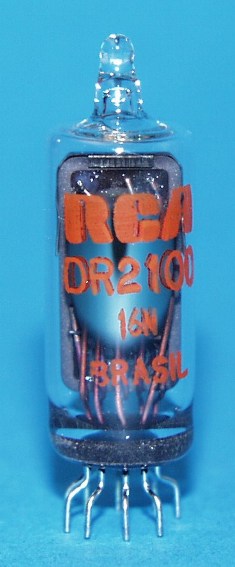 RCA
DR2100
16N
BRASIL